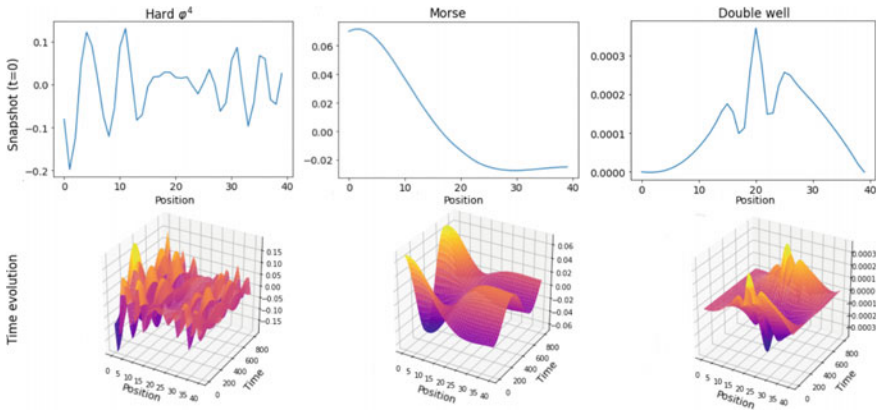 Hard φ⁴
Morse
Double well
Snapshot (t=0)
0.1
0.0
−0.1
−0.2
0 10 20 30 40
Position
0.06
0.04
0.02
0.00
−0.02
0 10 20 30 40
Position
0.0003
0.0002
0.0001
0.0000
0 10 20 30 40
Position
Time evolution
0.15
0.10
0.05
0.00
−0.05
−0.10
−0.15
0 5 10 15 20 25 30 35 40
Position
0 200 400 600 800
Time
0.06
0.04
0.02
0.00
−0.02
−0.04
−0.06
0 5 10 15 20 25 30 35 40
Position
0 200 400 600 800
Time
0.0003
0.0002
0.0001
0.0000
−0.0001
−0.0002
−0.0003
0 5 10 15 20 25 30 35 40
Position
0 200 400 600 800
Time